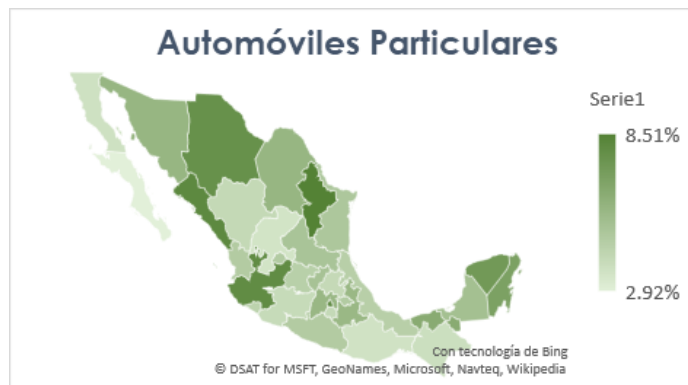 Automóviles Particulares
Serie1
8.51%
2.92%
Con tecnología de Bing
© DSAT for MSFT, GeoNames, Microsoft, Navteq, Wikipedia